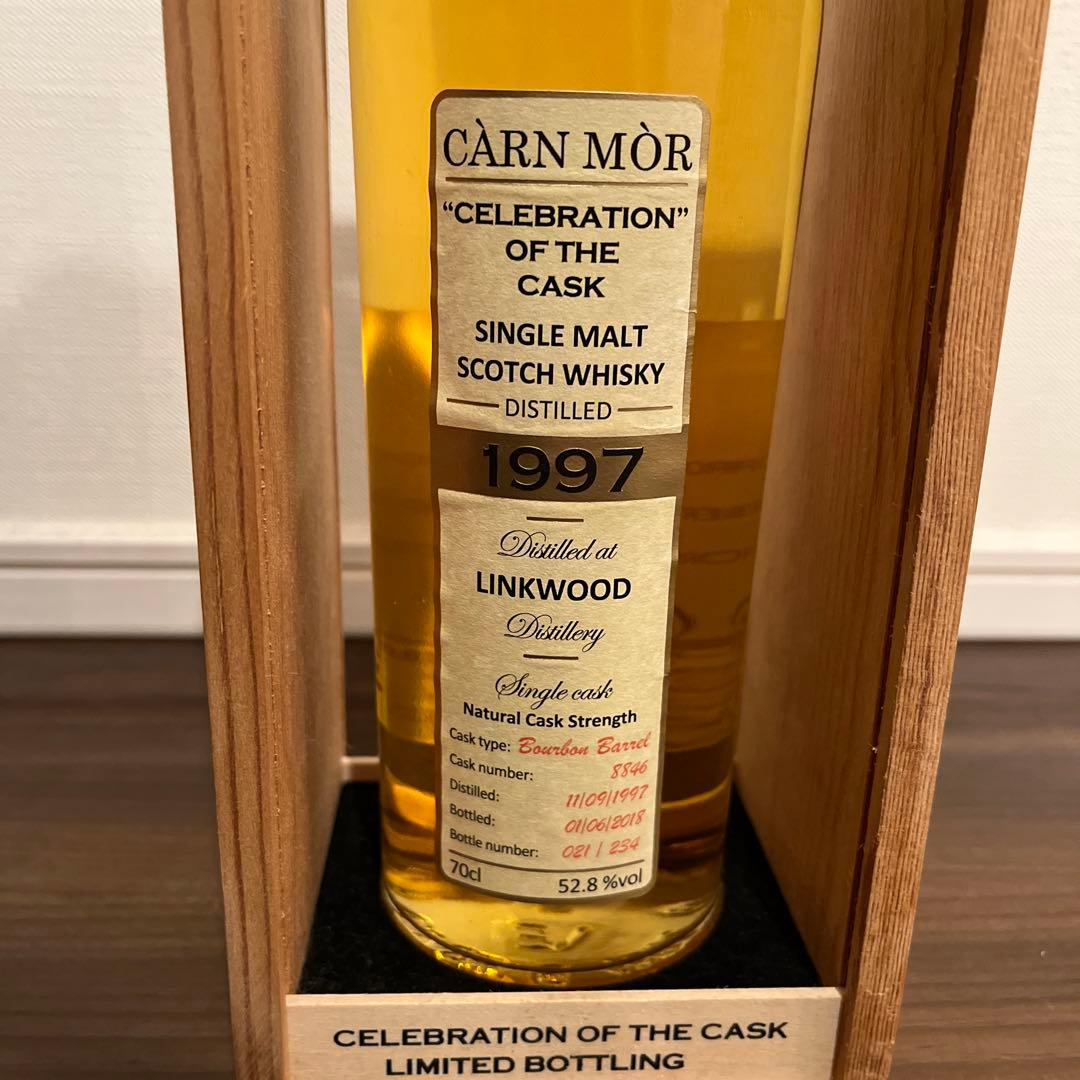 CÀRN MÒR
“CELEBRATION”
OF THE
CASK
SINGLE MALT
SCOTCH WHISKY
DISTILLED
1997
Distilled at
LINKWOOD
Distillery
Single cask
Natural Cask Strength
Cask type: Bourbon Barrel
Cask number: 8846
Distilled: 11/09/1997
Bottled: 01/06/2018
Bottle number: 021 / 234
70cl 52.8 %vol
CELEBRATION OF THE CASK
LIMITED BOTTLING